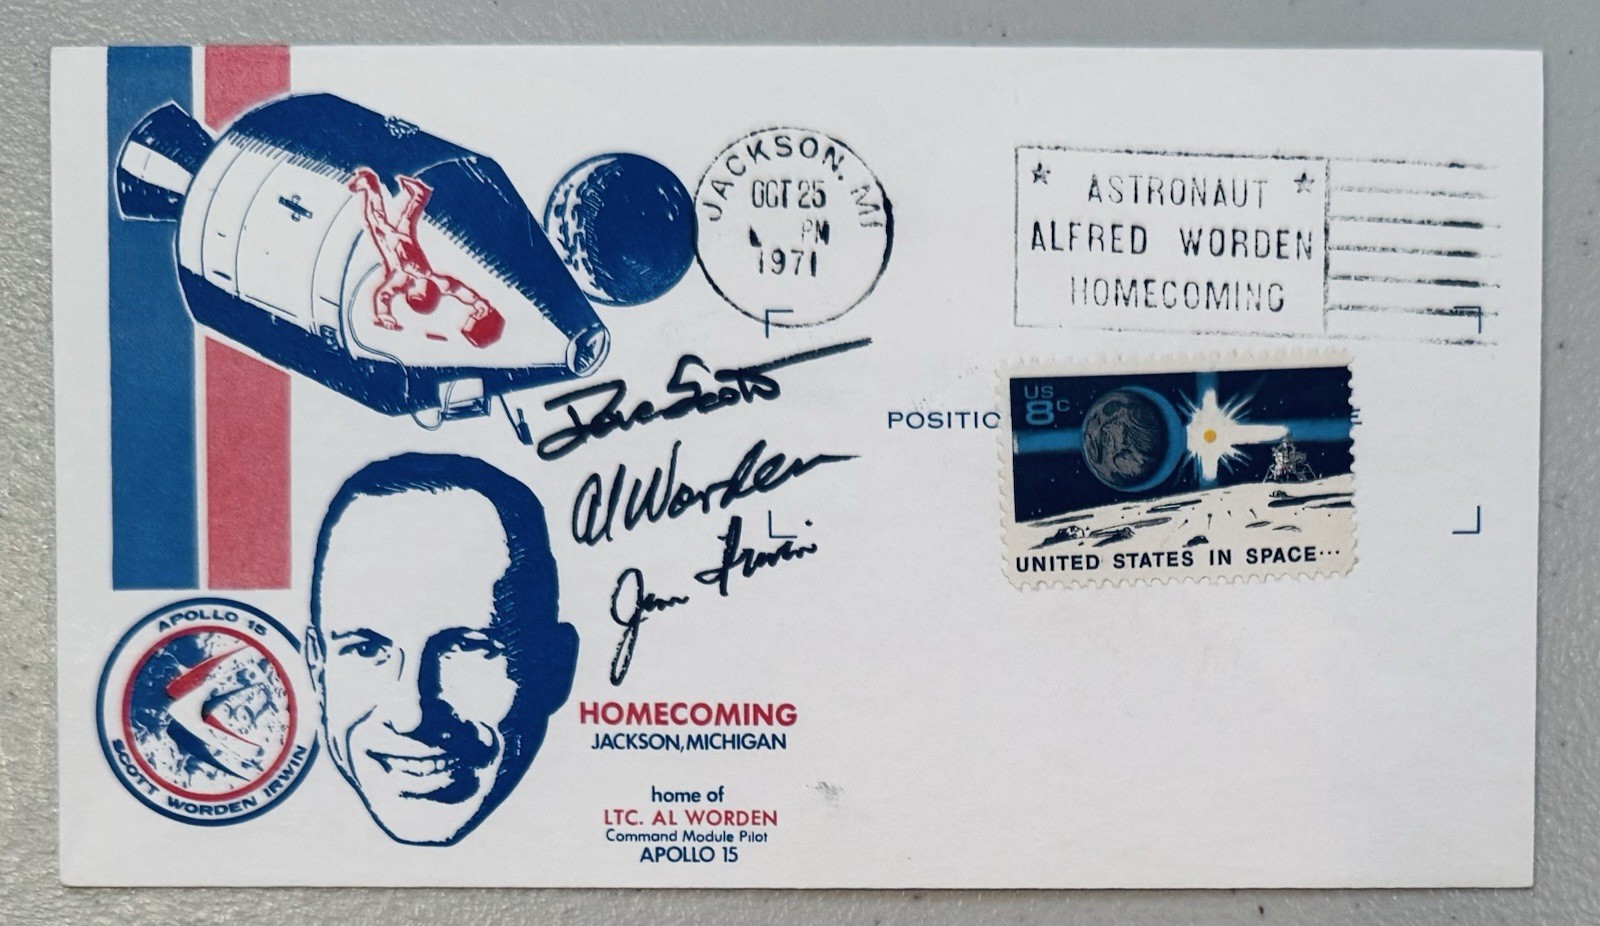 JACKSON, MI
OCT 25
PM
1971
ASTRONAUT
ALFRED WORDEN
HOMECOMING
Dave Scott
Al Worden
Jim Irwin
POSITIO
US
8c
UNITED STATES IN SPACE...
APOLLO 15
SCOTT WORDEN IRWIN
HOMECOMING
JACKSON, MICHIGAN
home of
LTC. AL WORDEN
Command Module Pilot
APOLLO 15